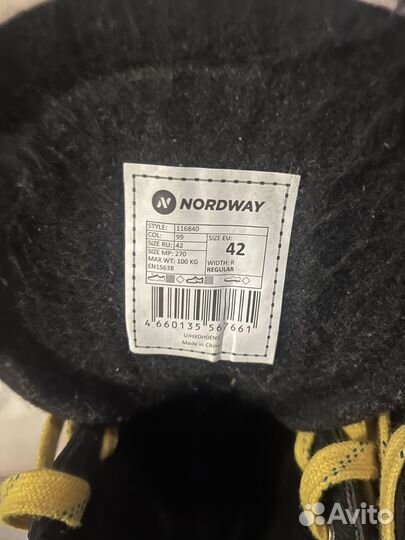 NORDWAY
STYLE: 116840
COL: 99
SIZE RU: 42
SIZE MP: 270
MAX WT: 100 KG
EN15638
SIZE EU:
42
WIDTH: R
REGULAR
4 660135 567661
Made in China
Avito